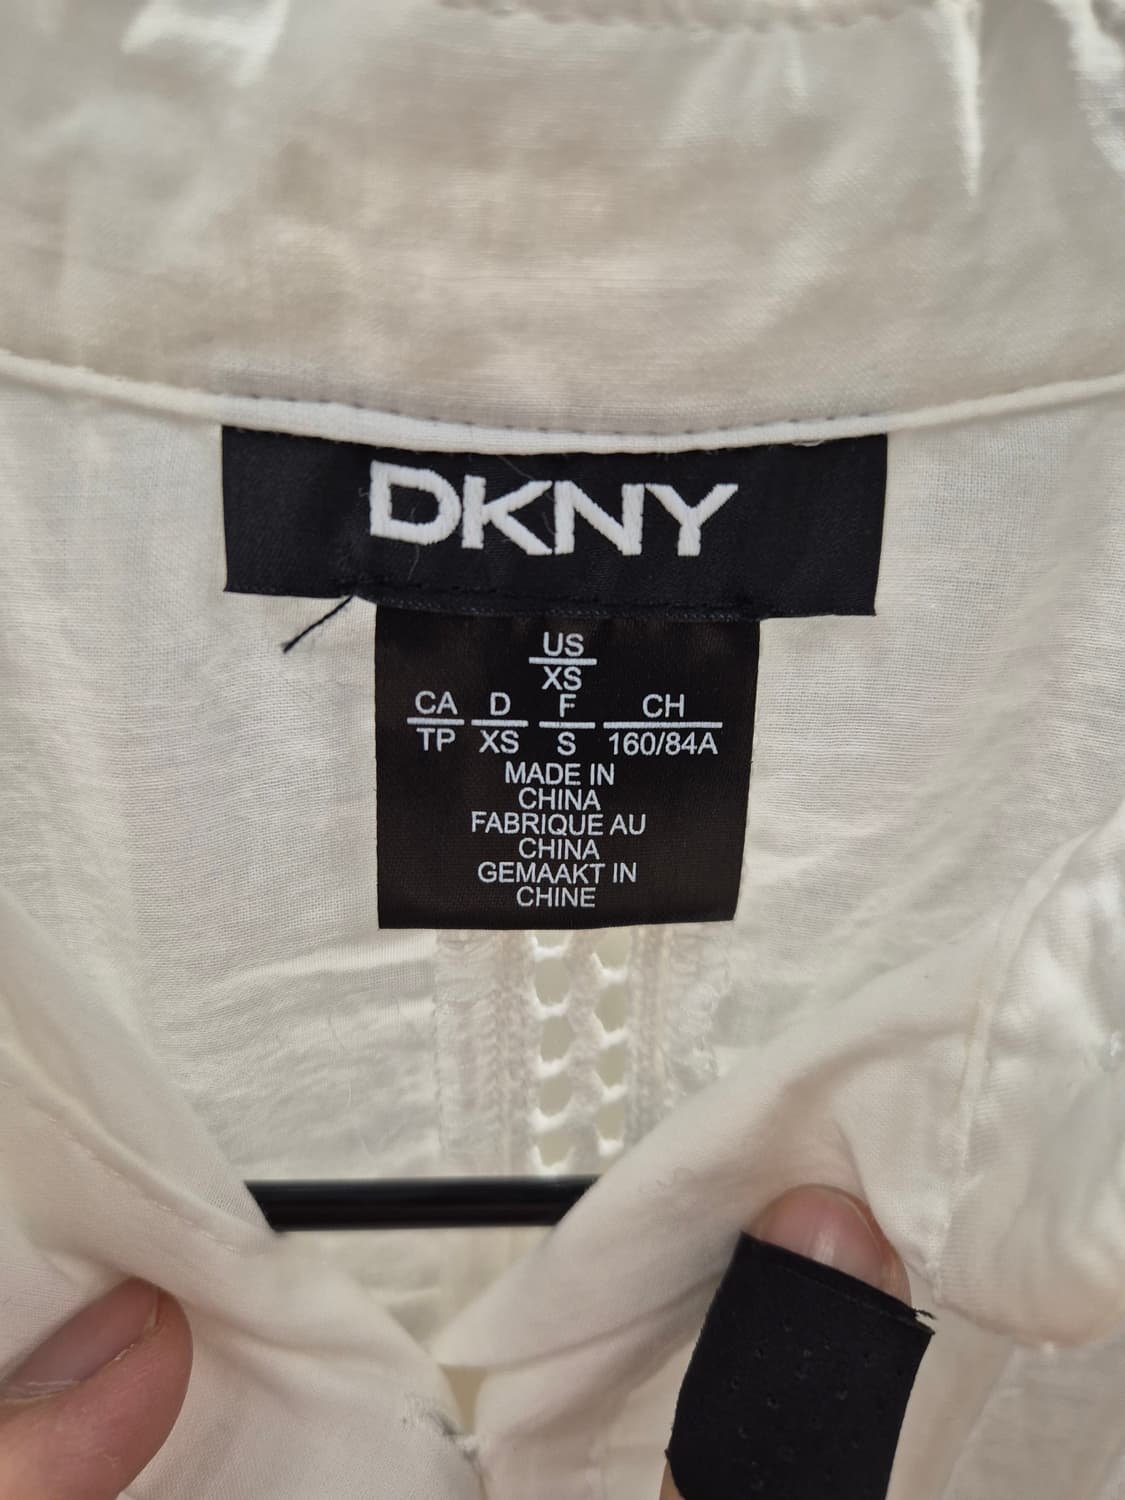 DKNY
US
XS
CA D F CH
TP XS S 160/84A
MADE IN
CHINA
FABRIQUE AU
CHINA
GEMAAKT IN
CHINE